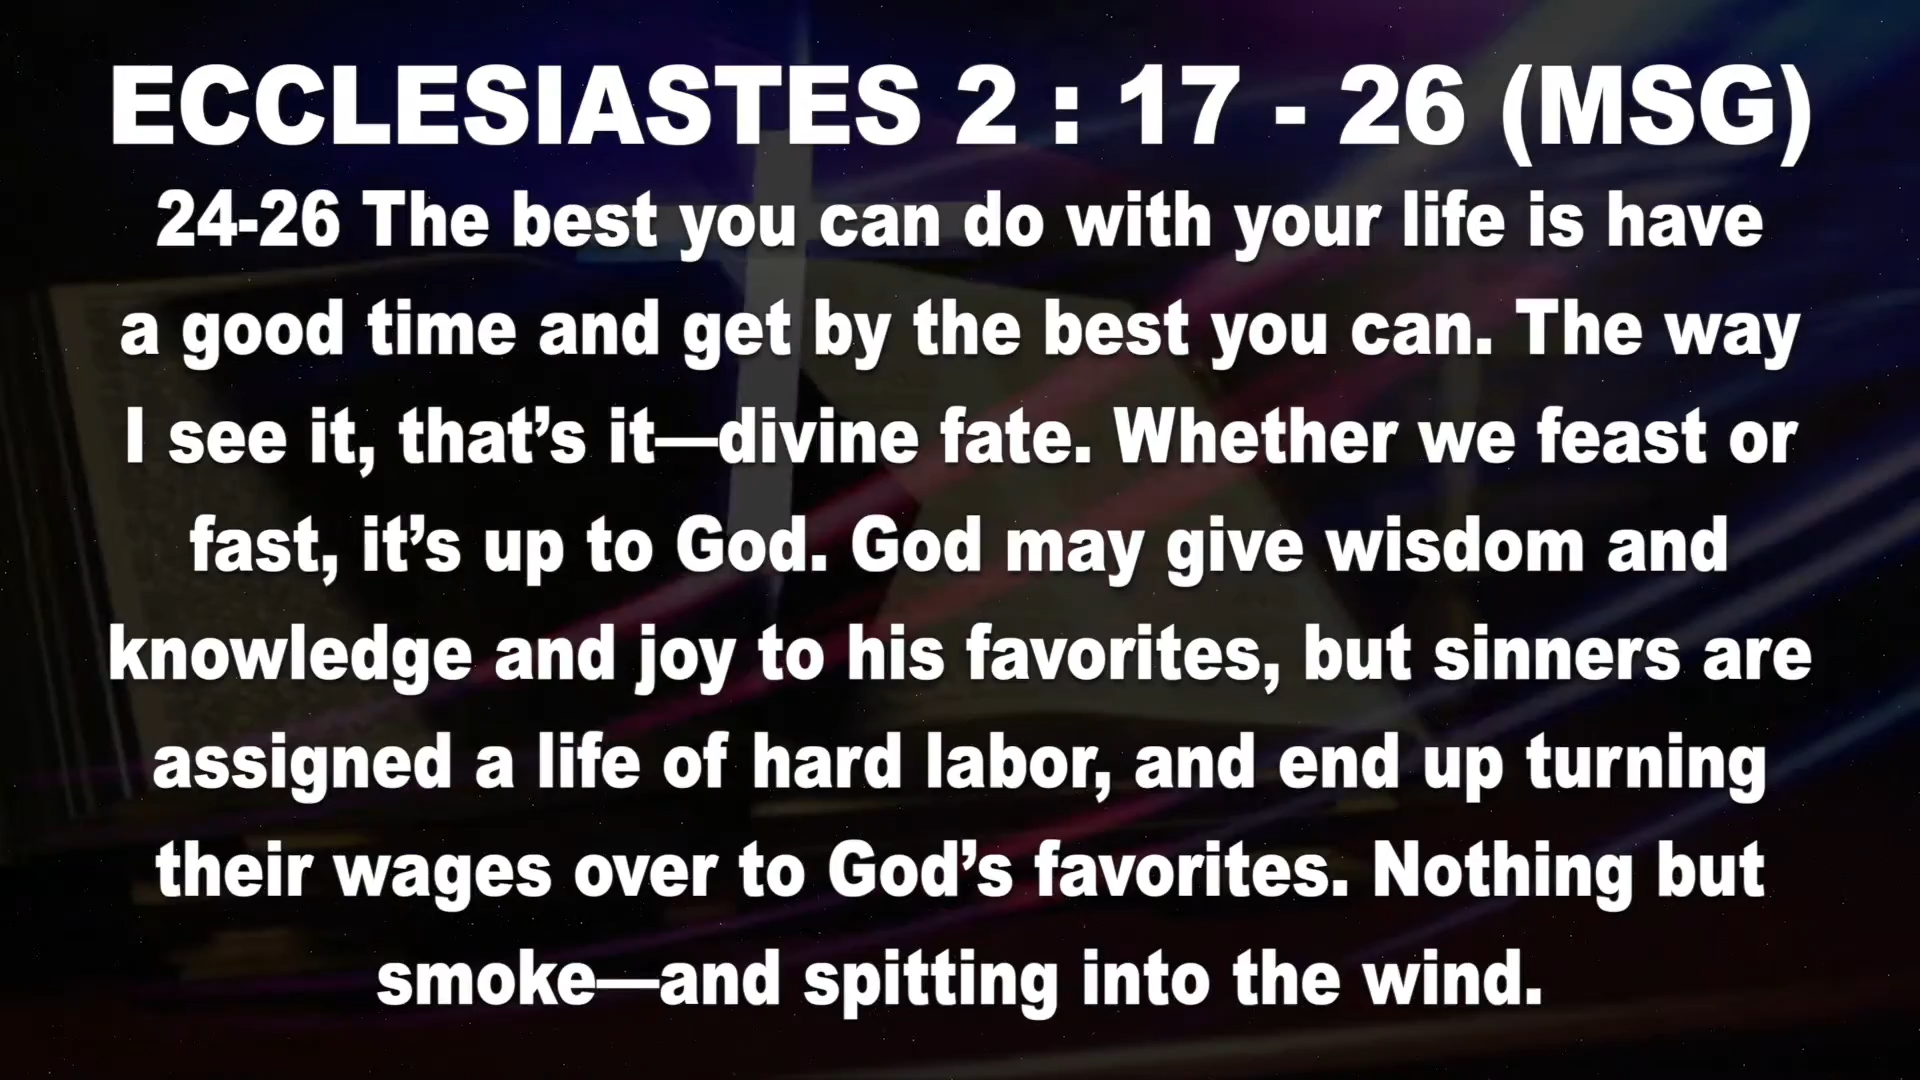 ECCLESIASTES 2 : 17 - 26 (MSG)
24-26 The best you can do with your life is have
a good time and get by the best you can. The way
I see it, that’s it—divine fate. Whether we feast or
fast, it’s up to God. God may give wisdom and
knowledge and joy to his favorites, but sinners are
assigned a life of hard labor, and end up turning
their wages over to God’s favorites. Nothing but
smoke—and spitting into the wind.